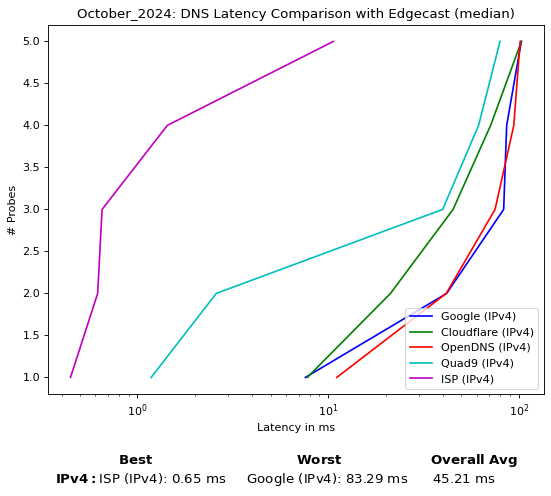 October_2024: DNS Latency Comparison with Edgecast (median)
5.0
4.5
4.0
3.5
3.0
2.5
2.0
1.5
1.0
# Probes
Google (IPv4)
Cloudflare (IPv4)
OpenDNS (IPv4)
Quad9 (IPv4)
ISP (IPv4)
10⁰ 10¹ 10²
Latency in ms
Best Worst Overall Avg
IPv4: ISP (IPv4): 0.65 ms Google (IPv4): 83.29 ms 45.21 ms